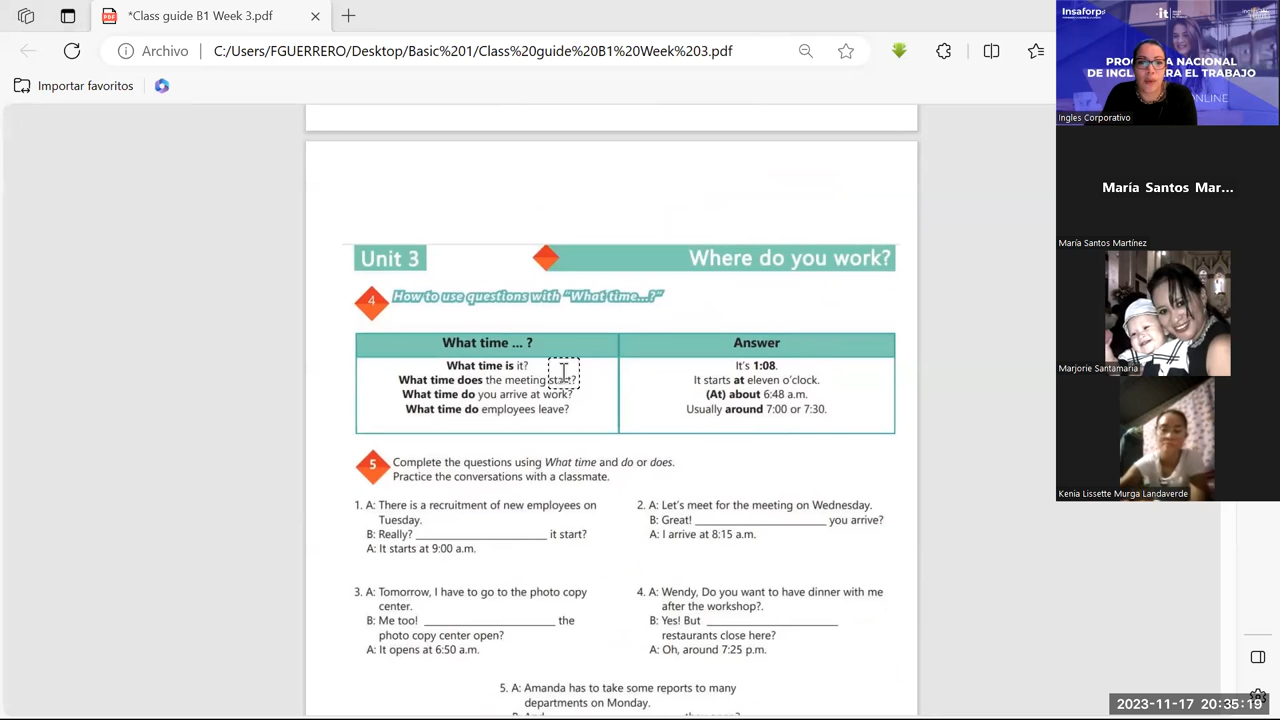 *Class guide B1 Week 3.pdf
Archivo
C:/Users/FGUERRERO/Desktop/Basic%201/Class%20guide%20B1%20Week%203.pdf
Importar favoritos
Unit 3
Where do you work?
4
How to use questions with "What time...?"
What time ... ?
Answer
What time is it?
It's 1:08.
What time does the meeting start?
It starts at eleven o'clock.
What time do you arrive at work?
(At) about 6:48 a.m.
What time do employees leave?
Usually around 7:00 or 7:30.
5
Complete the questions using What time and do or does.
Practice the conversations with a classmate.
1. A: There is a recruitment of new employees on
Tuesday.
B: Really? ______________________ it start?
A: It starts at 9:00 a.m.
2. A: Let's meet for the meeting on Wednesday.
B: Great! ______________________ you arrive?
A: I arrive at 8:15 a.m.
3. A: Tomorrow, I have to go to the photo copy
center.
B: Me too! ______________________ the
photo copy center open?
A: It opens at 6:50 a.m.
4. A: Wendy, Do you want to have dinner with me
after the workshop?.
B: Yes! But ______________________
restaurants close here?
A: Oh, around 7:25 p.m.
5. A: Amanda has to take some reports to many
departments on Monday.
Insaforp
it
NACIONAL
DE INGL RA EL TRABAJO
ONLINE
Ingles Corporativo
María Santos Mar...
María Santos Martínez
Marjorie Santamaria
Kenia Lissette Murga Landaverde
2023-11-17 20:35:19